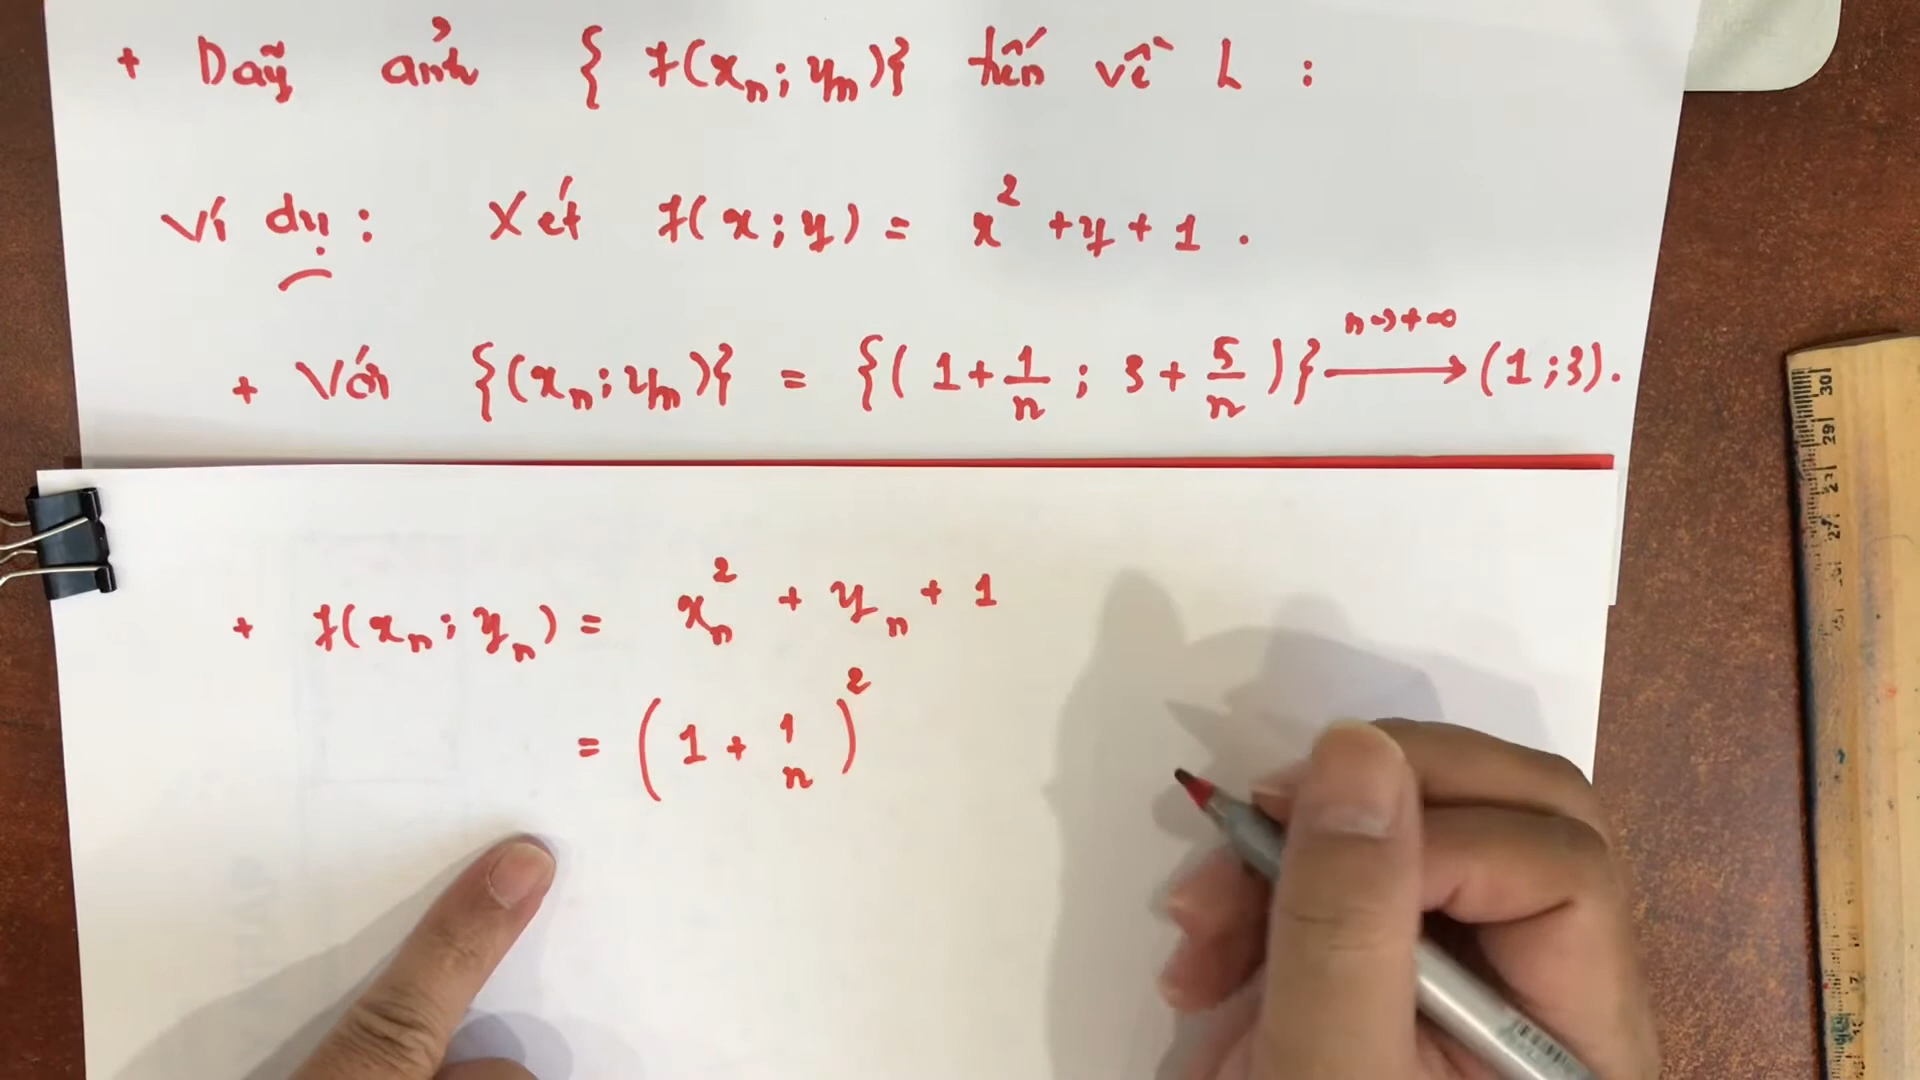 + Dãy ảnh { f(xn; yn)} tiến về L :
Ví dụ : Xét f(x; y) = x² + y + 1 .
+ Với {(xn; yn)} = {( 1 + 1/n ; 3 + 5/n )} n→+∞ ⟶ (1; 3).
+ f(xn; yn) = xn² + yn + 1
= ( 1 + 1/n )²